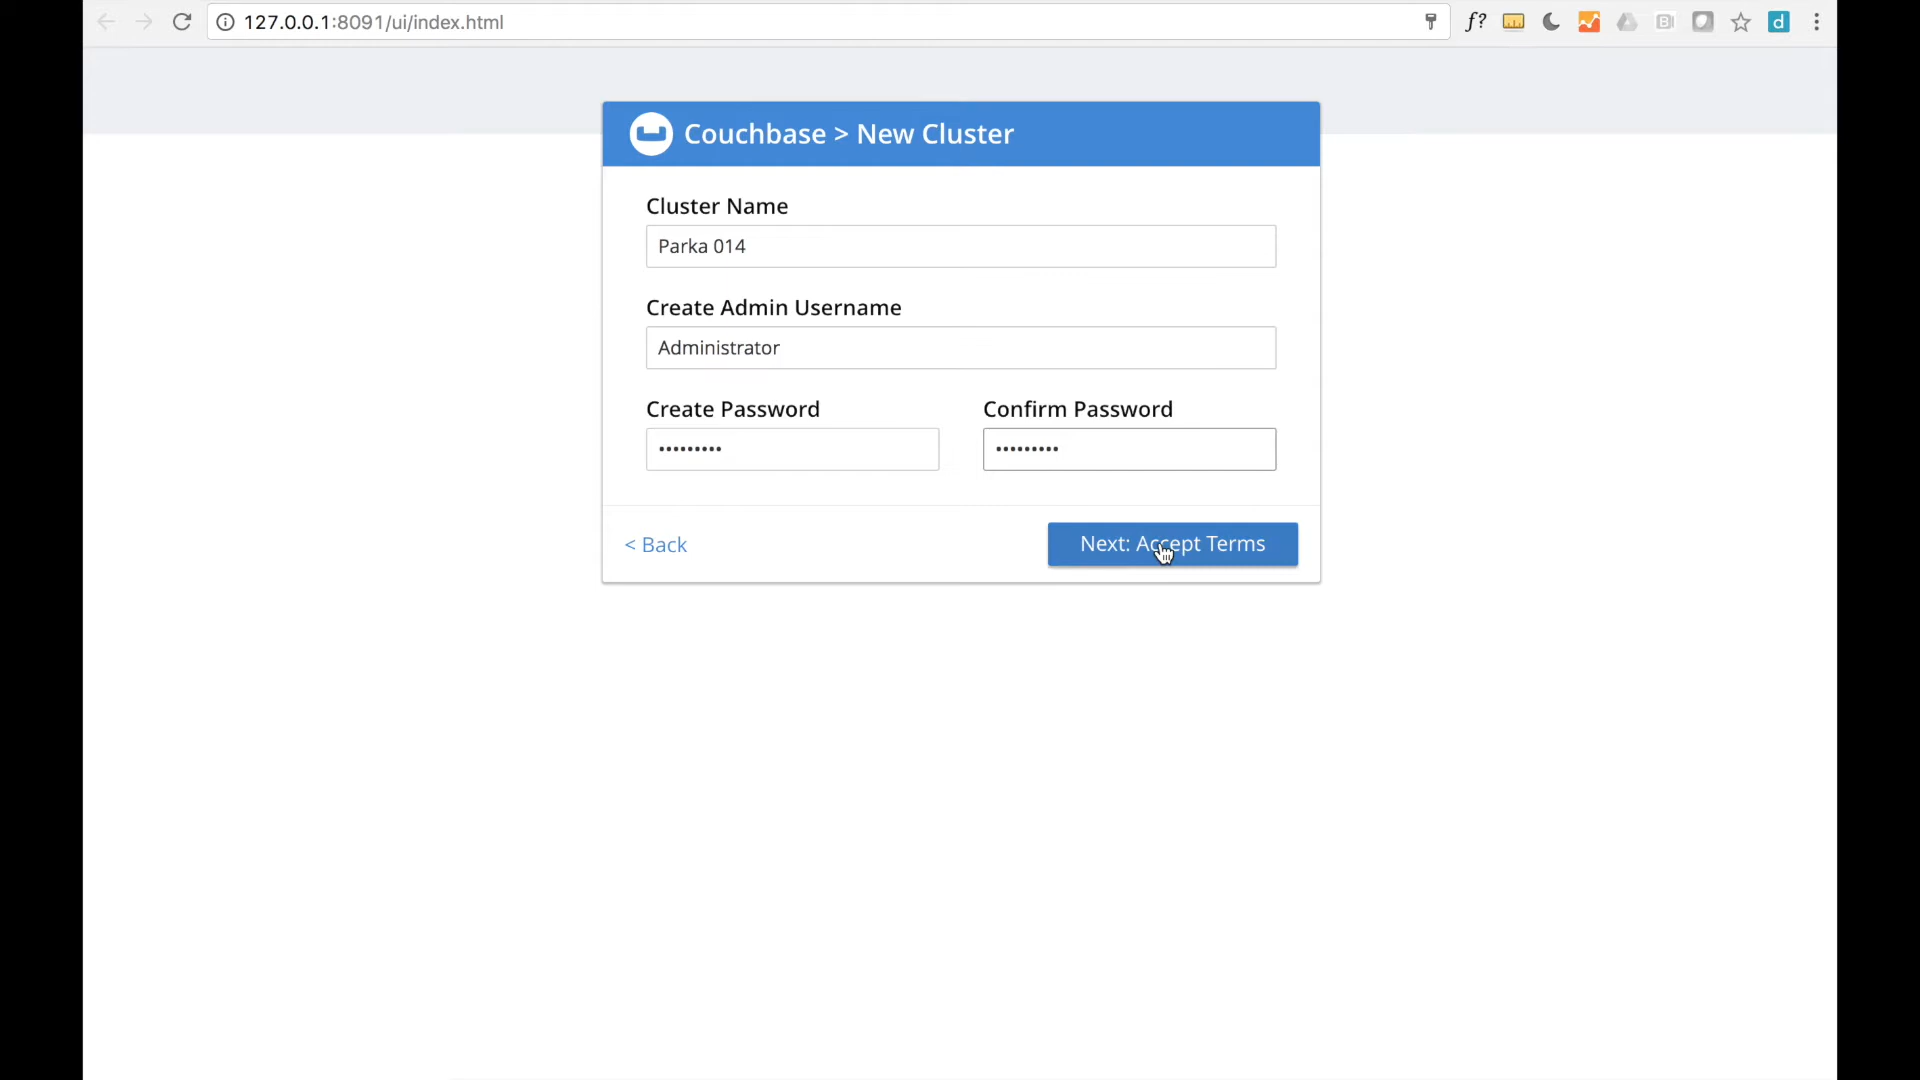 127.0.0.1:8091/ui/index.html
f?
B
d
Couchbase > New Cluster
Cluster Name
Parka 014
Create Admin Username
Administrator
Create Password
Confirm Password
•••••••••
•••••••••
< Back
Next: Accept Terms